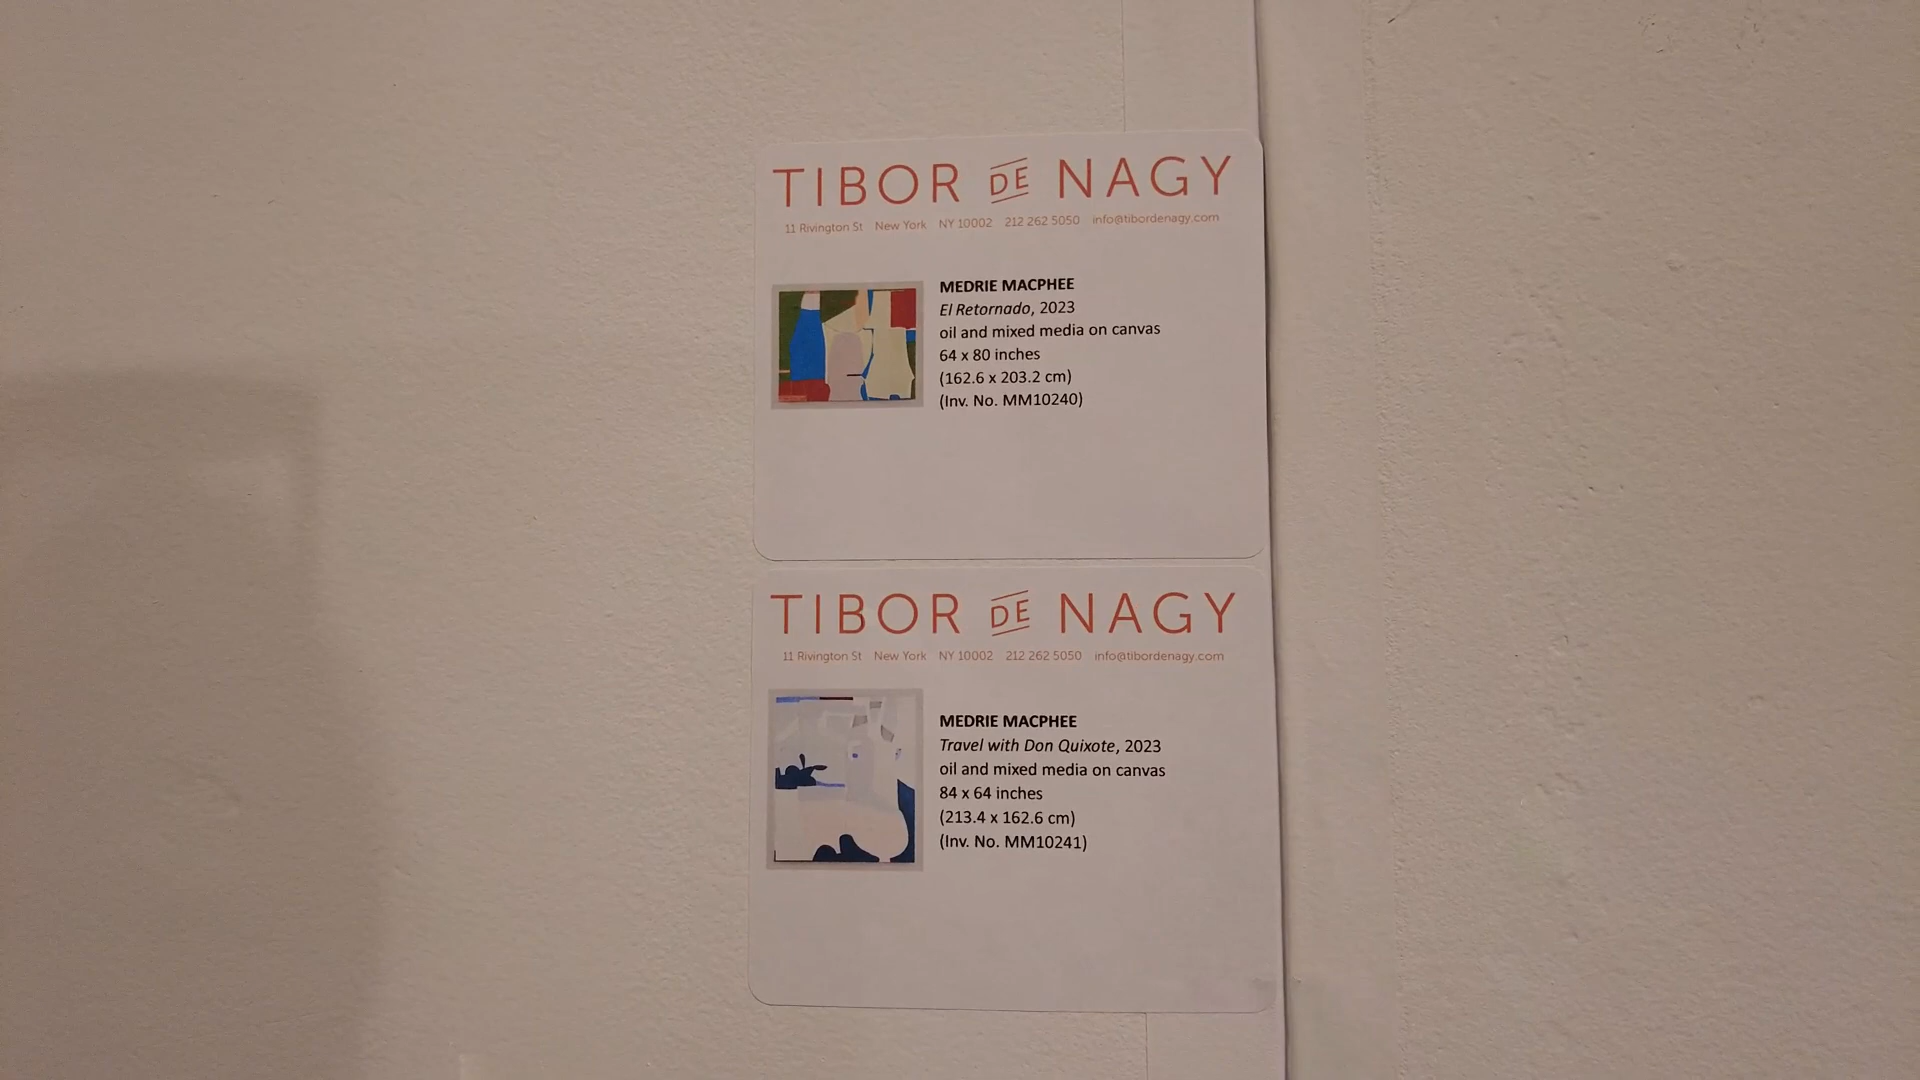 TIBOR DE NAGY
11 Rivington St New York NY 10002 212 262 5050 info@tibordenagy.com
MEDRIE MACPHEE
El Retornado, 2023
oil and mixed media on canvas
64 x 80 inches
(162.6 x 203.2 cm)
(Inv. No. MM10240)
TIBOR DE NAGY
11 Rivington St New York NY 10002 212 262 5050 info@tibordenagy.com
MEDRIE MACPHEE
Travel with Don Quixote, 2023
oil and mixed media on canvas
84 x 64 inches
(213.4 x 162.6 cm)
(Inv. No. MM10241)